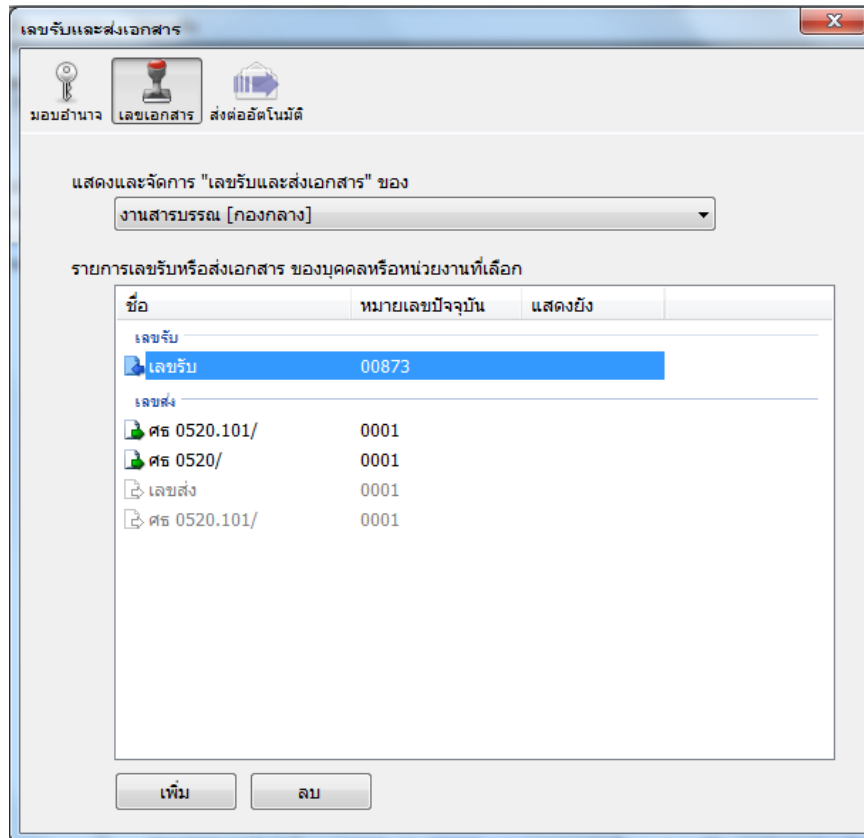 เลขรับและส่งเอกสาร
มอบอำนาจ เลขเอกสาร ส่งต่ออัตโนมัติ
แสดงและจัดการ "เลขรับและส่งเอกสาร" ของ
งานสารบรรณ [กองกลาง]
รายการเลขรับหรือส่งเอกสาร ของบุคคลหรือหน่วยงานที่เลือก
ชื่อ หมายเลขปัจจุบัน แสดงยัง
เลขรับ
เลขรับ 00873
เลขส่ง
ศธ 0520.101/ 0001
ศธ 0520/ 0001
เลขส่ง 0001
ศธ 0520.101/ 0001
เพิ่ม ลบ